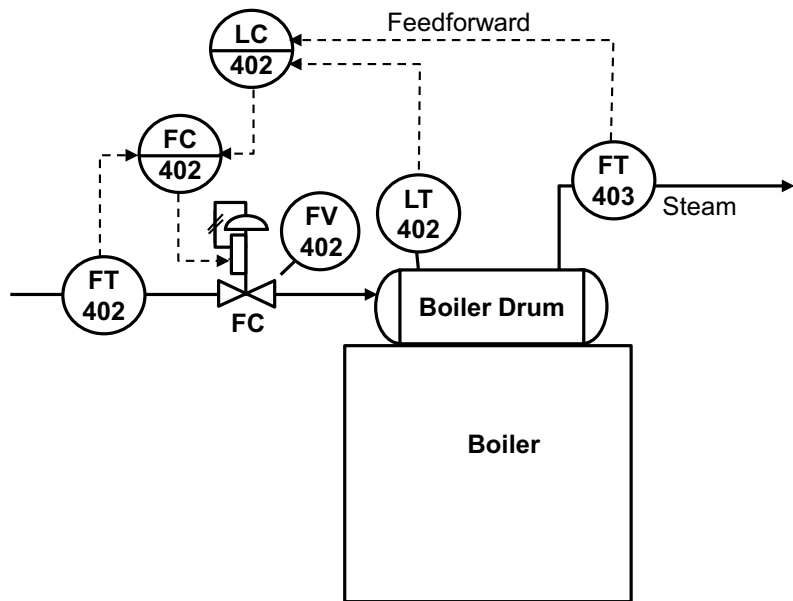 LC
402
Feedforward
FC
402
FT
403
Steam
LT
402
FV
402
FT
402
FC
Boiler Drum
Boiler